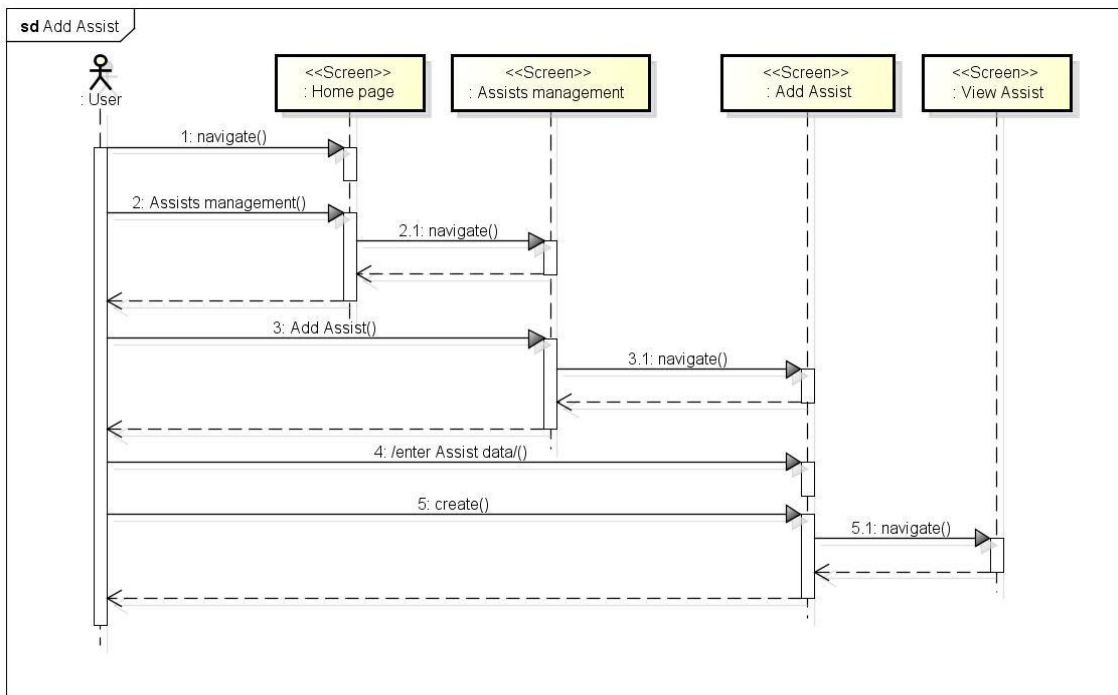 sd Add Assist
<<Screen>>
: Home page
<<Screen>>
: Assists management
<<Screen>>
: Add Assist
<<Screen>>
: View Assist
: User
1: navigate()
2: Assists management()
2.1: navigate()
3: Add Assist()
3.1: navigate()
4: /enter Assist data/()
5: create()
5.1: navigate()